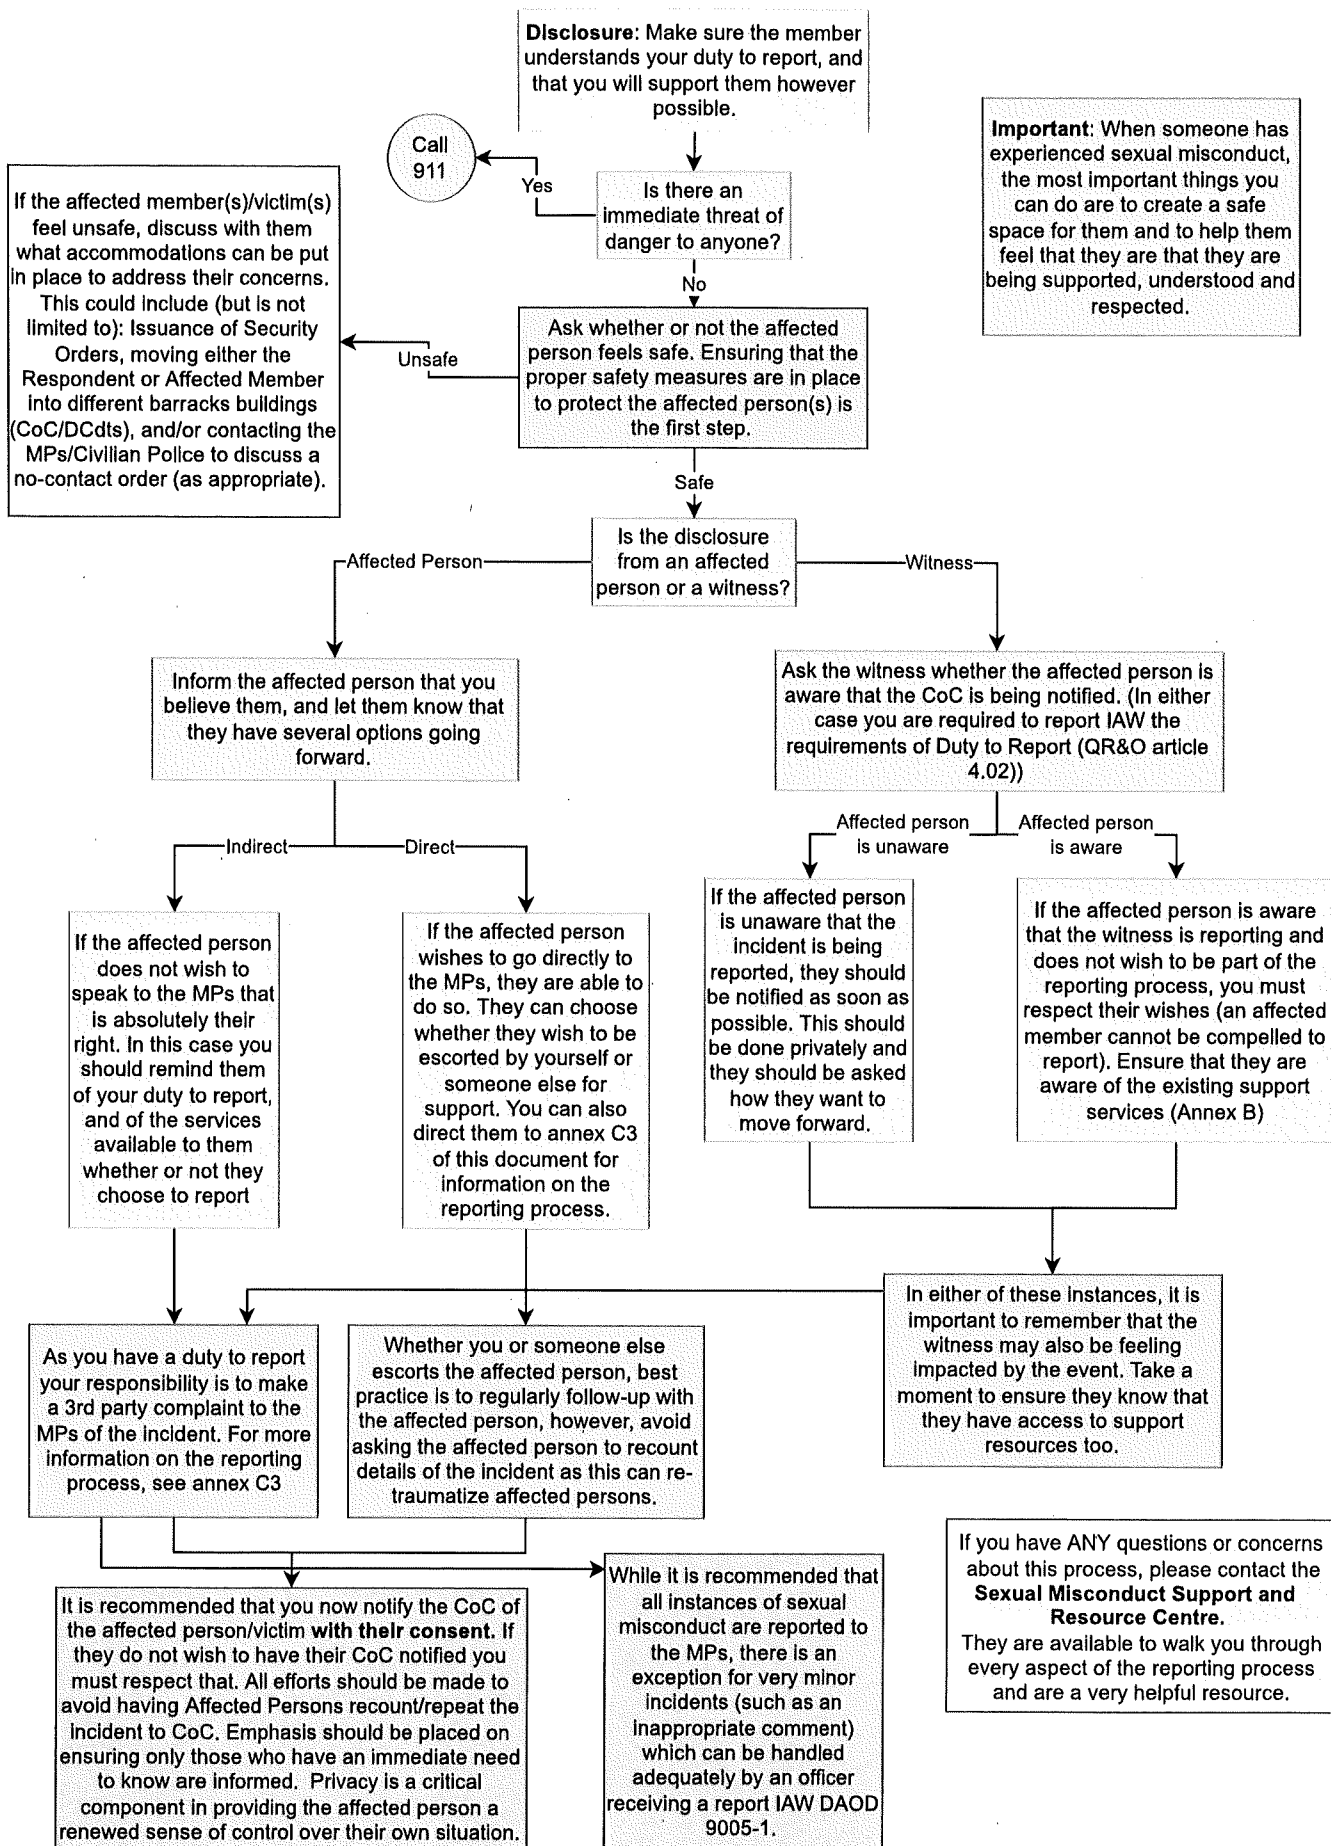 Disclosure: Make sure the member
understands your duty to report, and
that you will support them however
possible.
Call
911
Yes
Is there an
immediate threat of
danger to anyone?
Important: When someone has
experienced sexual misconduct,
the most important things you
can do are to create a safe
space for them and to help them
feel that they are that they are
being supported, understood and
respected.
If the affected member(s)/victim(s)
feel unsafe, discuss with them
what accommodations can be put
in place to address their concerns.
This could include (but is not
limited to): Issuance of Security
Orders, moving either the
Respondent or Affected Member
into different barracks buildings
(CoC/DCdts), and/or contacting the
MPs/Civilian Police to discuss a
no-contact order (as appropriate).
No
Unsafe
Ask whether or not the affected
person feels safe. Ensuring that the
proper safety measures are in place
to protect the affected person(s) is
the first step.
Safe
Is the disclosure
from an affected
person or a witness?
Affected Person
Witness
Inform the affected person that you
believe them, and let them know that
they have several options going
forward.
Ask the witness whether the affected person is
aware that the CoC is being notified. (In either
case you are required to report IAW the
requirements of Duty to Report (QR&O article
4.02))
Indirect
Direct
Affected person
is unaware
Affected person
is aware
If the affected person
does not wish to
speak to the MPs that
is absolutely their
right. In this case you
should remind them
of your duty to report,
and of the services
available to them
whether or not they
choose to report
If the affected person
wishes to go directly to
the MPs, they are able to
do so. They can choose
whether they wish to be
escorted by yourself or
someone else for
support. You can also
direct them to annex C3
of this document for
information on the
reporting process.
If the affected person
is unaware that the
incident is being
reported, they should
be notified as soon as
possible. This should
be done privately and
they should be asked
how they want to
move forward.
If the affected person is aware
that the witness is reporting and
does not wish to be part of the
reporting process, you must
respect their wishes (an affected
member cannot be compelled to
report). Ensure that they are
aware of the existing support
services (Annex B)
As you have a duty to report
your responsibility is to make
a 3rd party complaint to the
MPs of the incident. For more
information on the reporting
process, see annex C3
Whether you or someone else
escorts the affected person, best
practice is to regularly follow-up with
the affected person, however, avoid
asking the affected person to recount
details of the incident as this can re-
traumatize affected persons.
In either of these instances, it is
important to remember that the
witness may also be feeling
impacted by the event. Take a
moment to ensure they know that
they have access to support
resources too.
It is recommended that you now notify the CoC of
the affected person/victim with their consent. If
they do not wish to have their CoC notified you
must respect that. All efforts should be made to
avoid having Affected Persons recount/repeat the
incident to CoC. Emphasis should be placed on
ensuring only those who have an immediate need
to know are informed. Privacy is a critical
component in providing the affected person a
renewed sense of control over their own situation.
While it is recommended that
all instances of sexual
misconduct are reported to
the MPs, there is an
exception for very minor
incidents (such as an
inappropriate comment)
which can be handled
adequately by an officer
receiving a report IAW DAOD
9005-1.
If you have ANY questions or concerns
about this process, please contact the
Sexual Misconduct Support and
Resource Centre.
They are available to walk you through
every aspect of the reporting process
and are a very helpful resource.